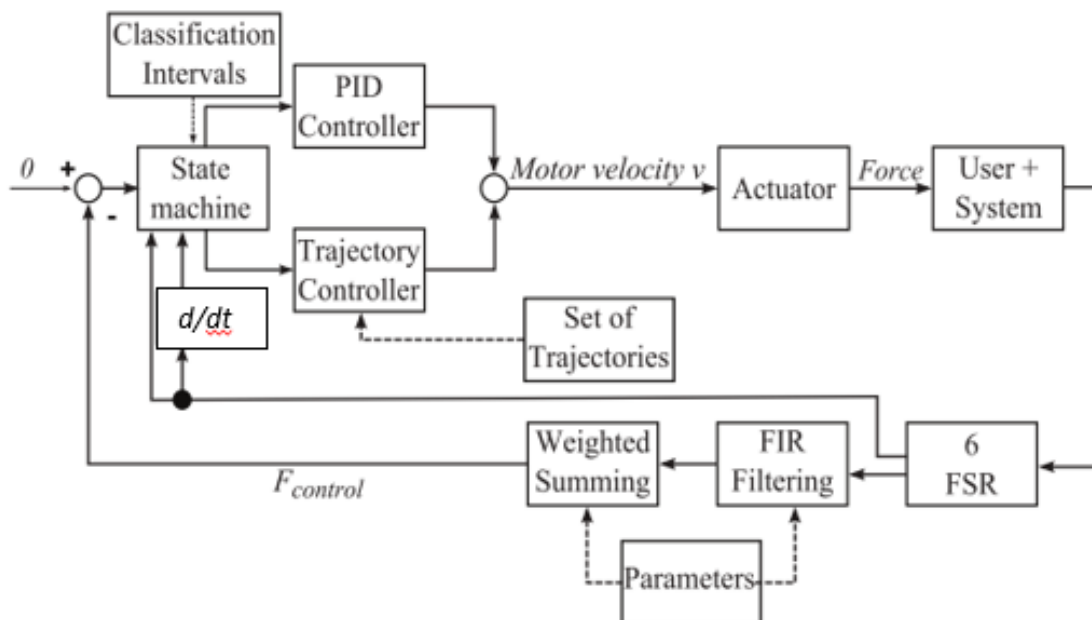 Classification
Intervals
PID
Controller
0
+
-
State
machine
Motor velocity v
Actuator
Force
User +
System
Trajectory
Controller
d/dt
Set of
Trajectories
Weighted
Summing
FIR
Filtering
6
FSR
Fcontrol
Parameters